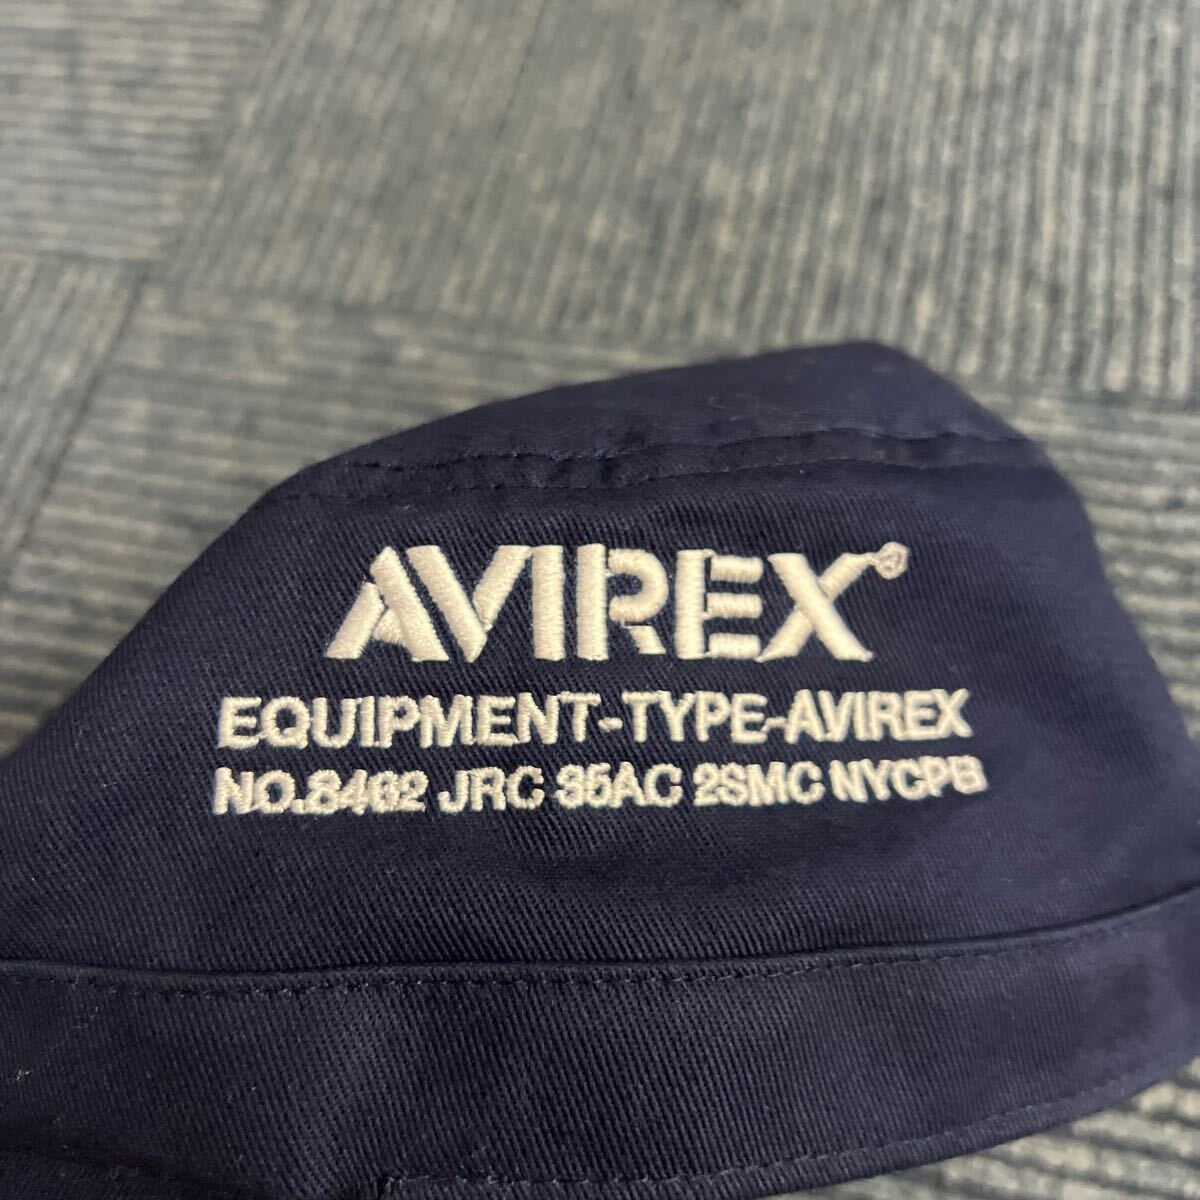 AVIREX®
EQUIPMENT-TYPE-AVIREX
NO.8462 JRC 35AC 2SMC NYCPB